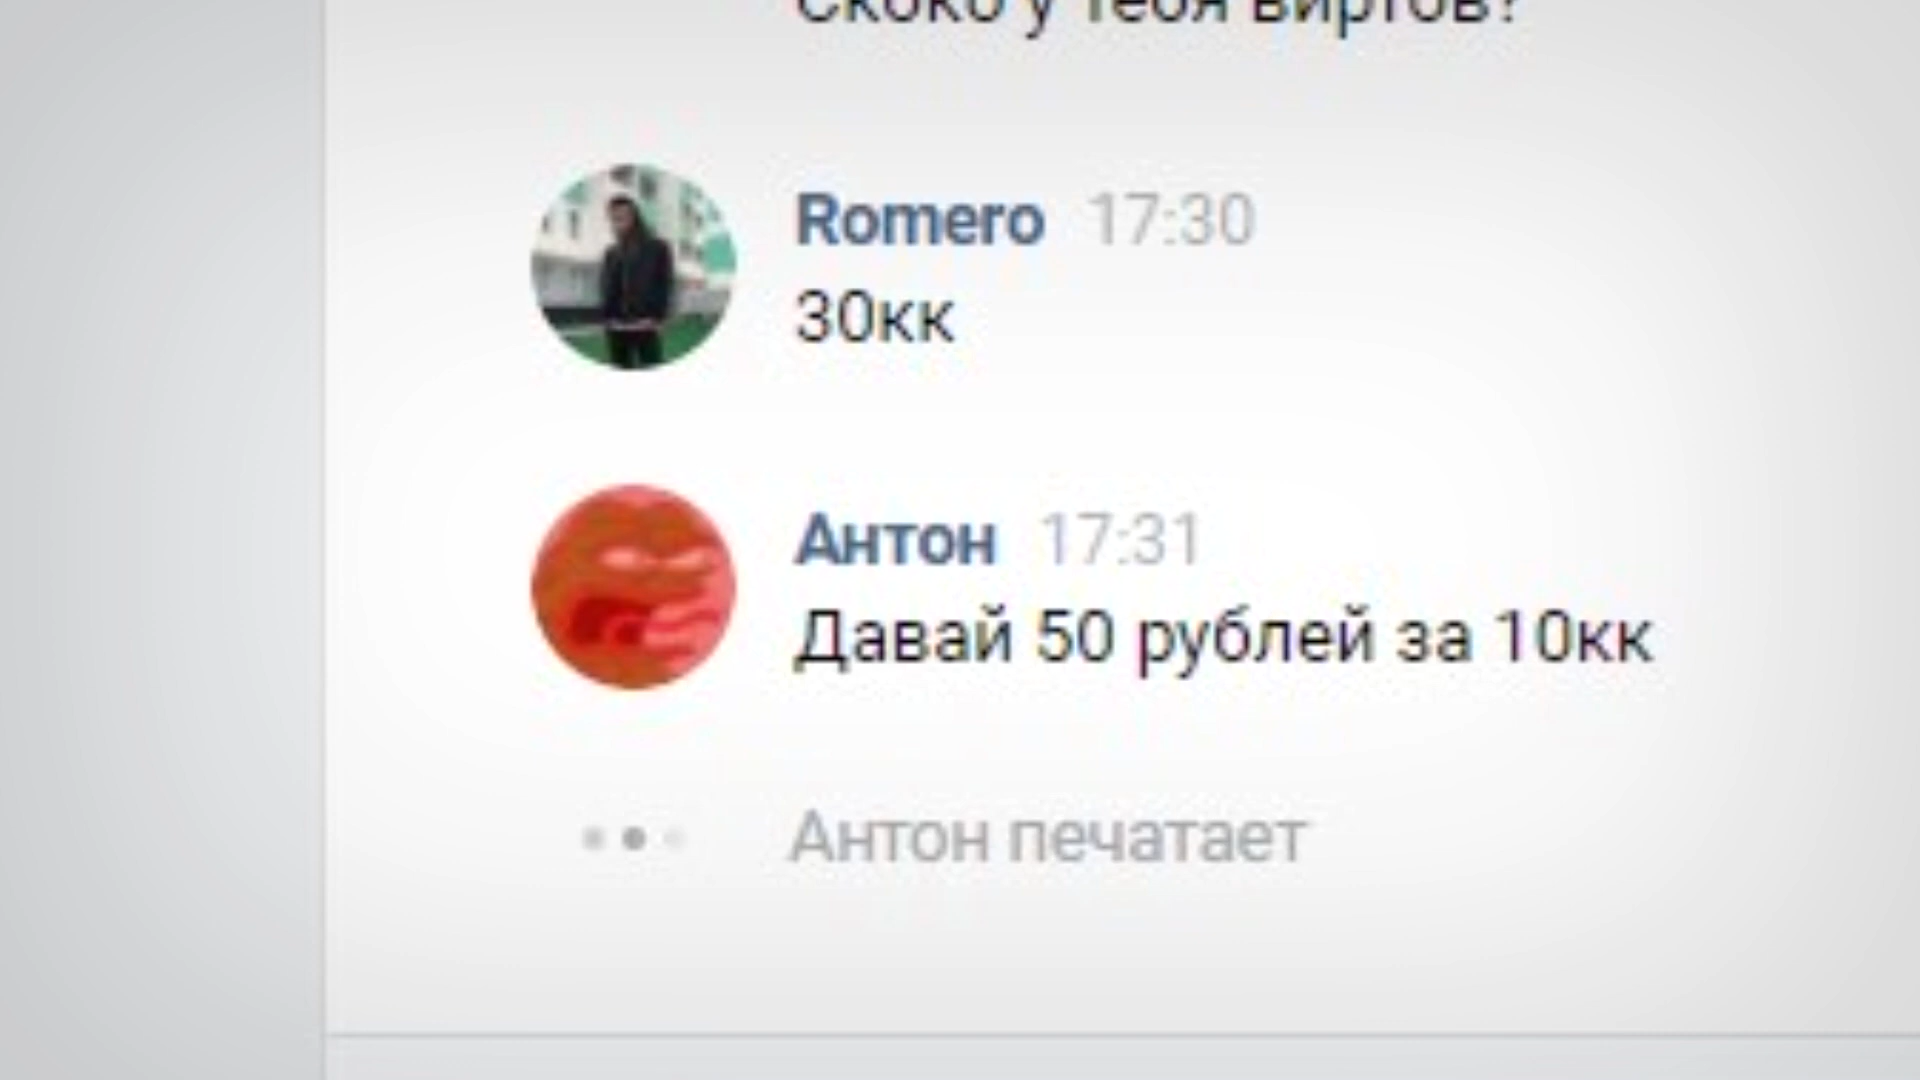 Скоко у тебя виртов?
Romero 17:30
30кк
Антон 17:31
Давай 50 рублей за 10кк
Антон печатает